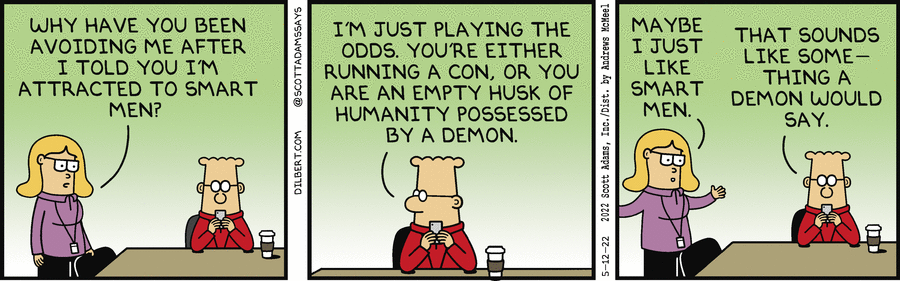 WHY HAVE YOU BEEN
AVOIDING ME AFTER
I TOLD YOU I'M
ATTRACTED TO SMART
MEN?
DILBERT.COM @SCOTTADAMSSAYS
I'M JUST PLAYING THE
ODDS. YOU'RE EITHER
RUNNING A CON, OR YOU
ARE AN EMPTY HUSK OF
HUMANITY POSSESSED
BY A DEMON.
5-12-22 2022 Scott Adams, Inc./Dist. by Andrews McMeel
MAYBE
I JUST
LIKE
SMART
MEN.
THAT SOUNDS
LIKE SOME–
THING A
DEMON WOULD
SAY.